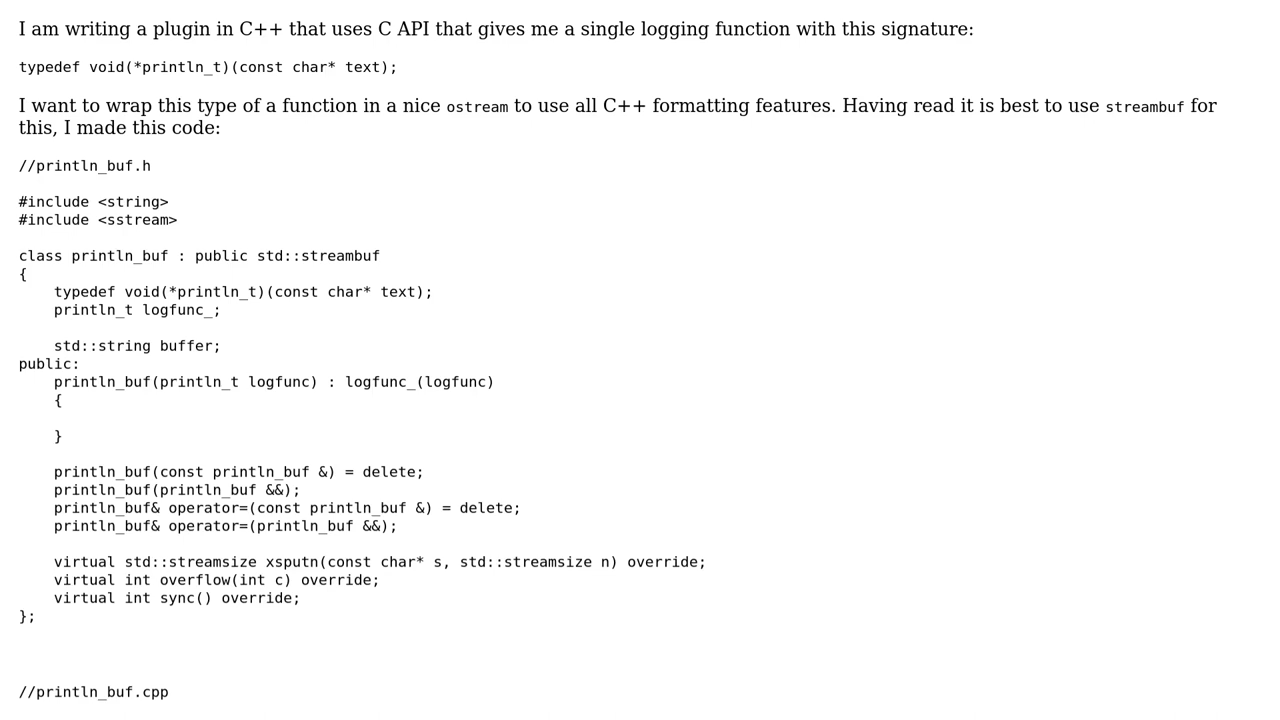 I am writing a plugin in C++ that uses C API that gives me a single logging function with this signature:
typedef void(*println_t)(const char* text);
I want to wrap this type of a function in a nice ostream to use all C++ formatting features. Having read it is best to use streambuf for
this, I made this code:
//println_buf.h
#include <string>
#include <sstream>
class println_buf : public std::streambuf
{
    typedef void(*println_t)(const char* text);
    println_t logfunc_;
    std::string buffer;
public:
    println_buf(println_t logfunc) : logfunc_(logfunc)
    {
    }
    println_buf(const println_buf &) = delete;
    println_buf(println_buf &&);
    println_buf& operator=(const println_buf &) = delete;
    println_buf& operator=(println_buf &&);
    virtual std::streamsize xsputn(const char* s, std::streamsize n) override;
    virtual int overflow(int c) override;
    virtual int sync() override;
};
//println_buf.cpp